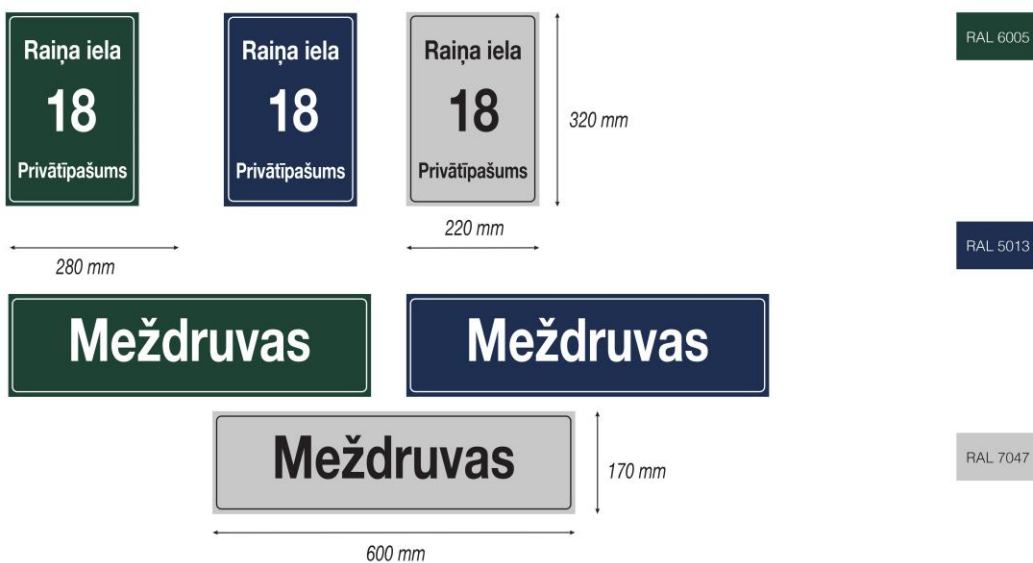 Raiņa iela
18
Privātīpašums
Raiņa iela
18
Privātīpašums
Raiņa iela
18
Privātīpašums
320 mm
220 mm
280 mm
Meždruvas
Meždruvas
Meždruvas
170 mm
600 mm
RAL 6005
RAL 5013
RAL 7047